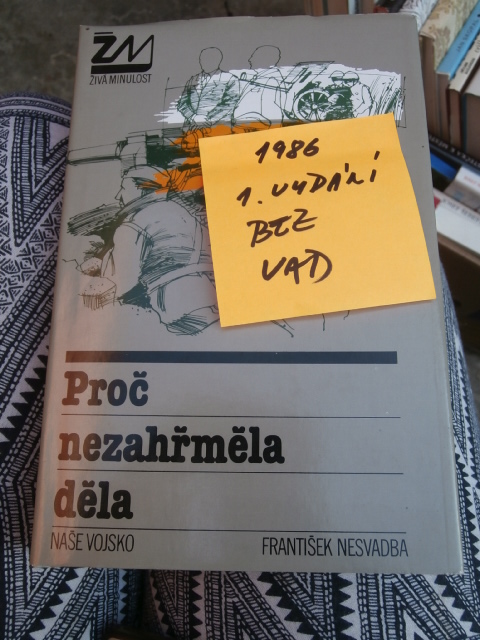 ŽM
ŽIVÁ MINULOST
1986
1. VYDÁNÍ
BEZ
VAD
Proč
nezahřměla
děla
NAŠE VOJSKO
FRANTIŠEK NESVADBA